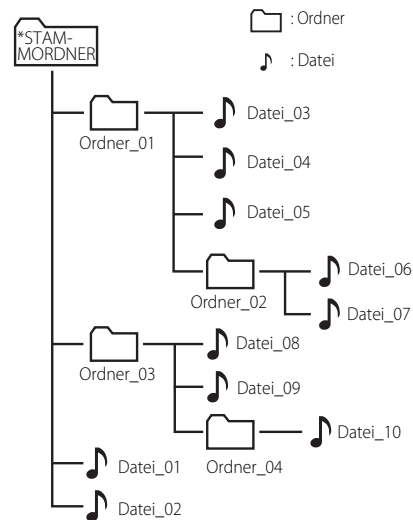 : Ordner
: Datei
*STAM-
MORDNER
Ordner_01
Datei_03
Datei_04
Datei_05
Ordner_02
Datei_06
Datei_07
Ordner_03
Datei_08
Datei_09
Ordner_04
Datei_10
Datei_01
Datei_02